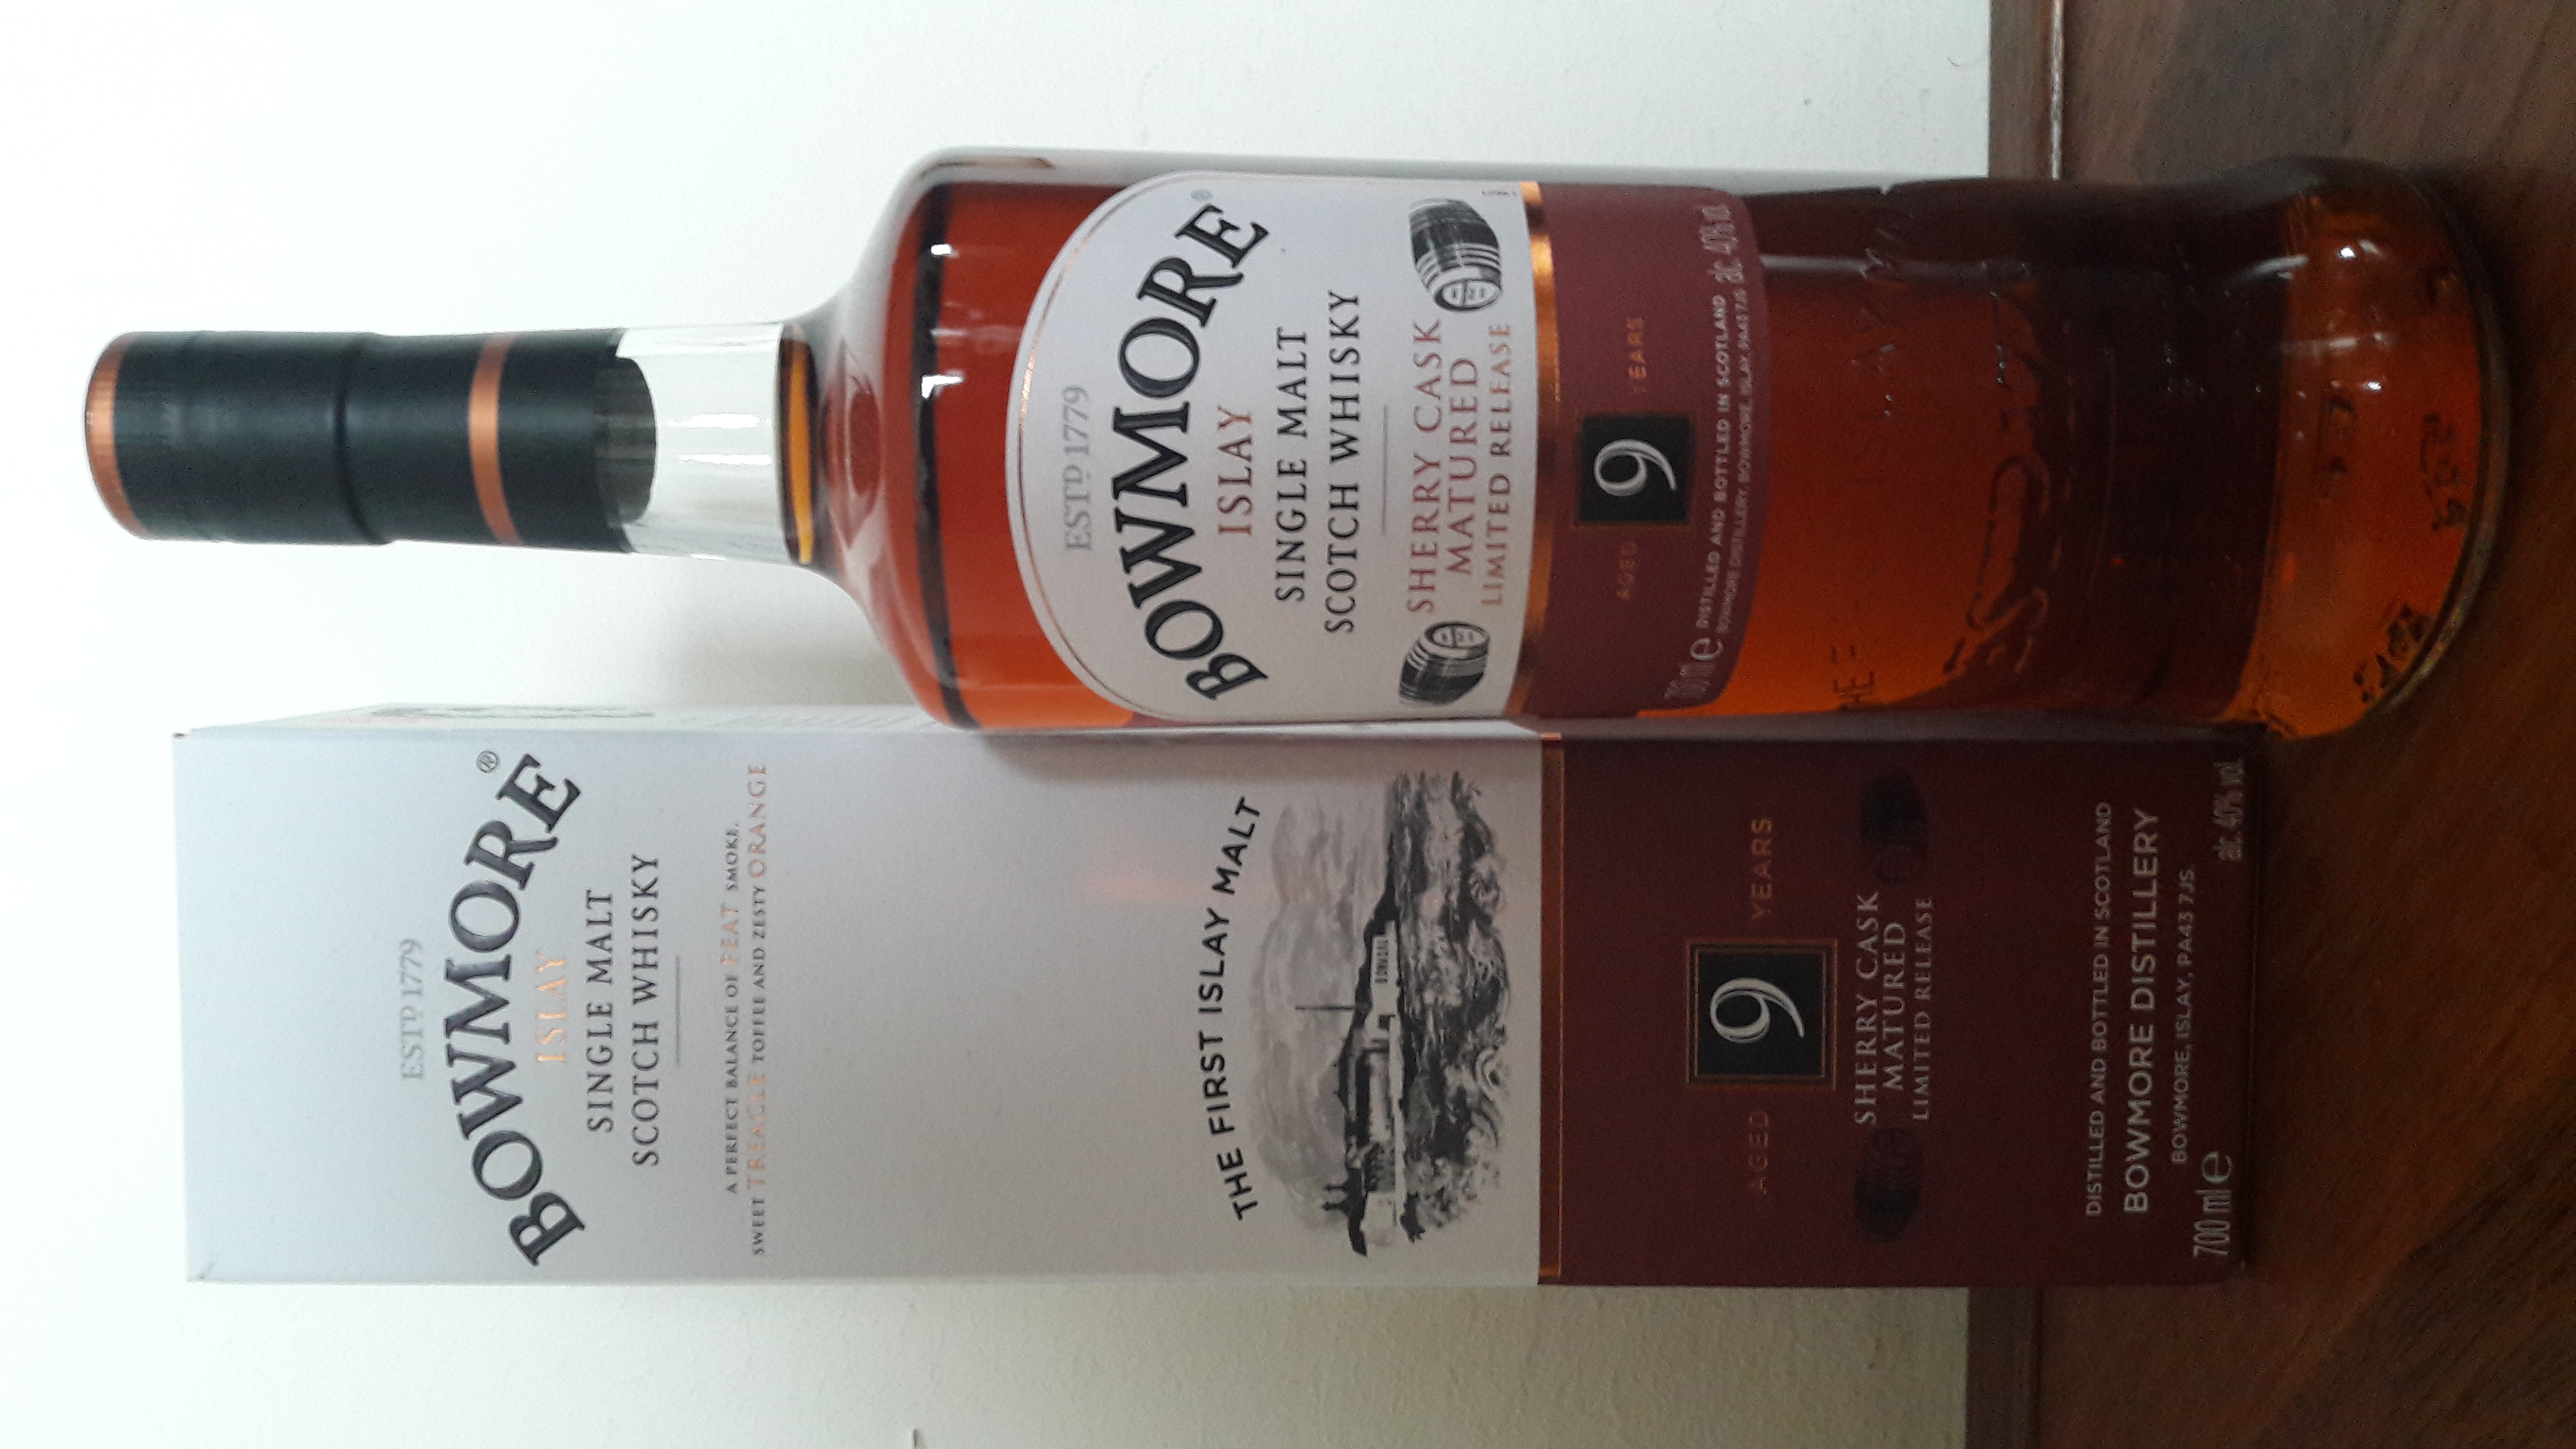 ESTD 1779
BOWMORE®
ISLAY
SINGLE MALT
SCOTCH WHISKY
A PERFECT BALANCE OF PEAT SMOKE,
SWEET TREACLE TOFFEE AND ZESTY ORANGE
THE FIRST ISLAY MALT
BOWMORE
AGED 9 YEARS
SHERRY CASK
MATURED
LIMITED RELEASE
DISTILLED AND BOTTLED IN SCOTLAND
BOWMORE DISTILLERY
BOWMORE, ISLAY, PA43 7JS.
700 ml e alc. 40% vol.
ESTD 1779
BOWMORE®
ISLAY
SINGLE MALT
SCOTCH WHISKY
SHERRY CASK
MATURED
LIMITED RELEASE
AGED 9 YEARS
700 ml e DISTILLED AND BOTTLED IN SCOTLAND alc. 40% vol.
BOWMORE DISTILLERY, BOWMORE, ISLAY, PA43 7JS
ISLAY